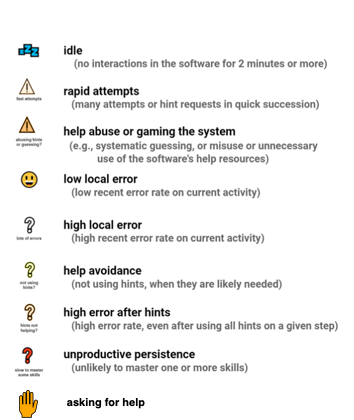 zZZ
idle
(no interactions in the software for 2 minutes or more)
rapid attempts
fast attempts
(many attempts or hint requests in quick succession)
help abuse or gaming the system
abusing hints
or guessing?
(e.g., systematic guessing, or misuse or unnecessary
use of the software's help resources)
low local error
(low recent error rate on current activity)
?
high local error
lots of errors
(high recent error rate on current activity)
?
help avoidance
not using
hints?
(not using hints, when they are likely needed)
?
high error after hints
hints not
helping?
(high error rate, even after using all hints on a given step)
?
unproductive persistence
slow to master
some skills
(unlikely to master one or more skills)
asking for help